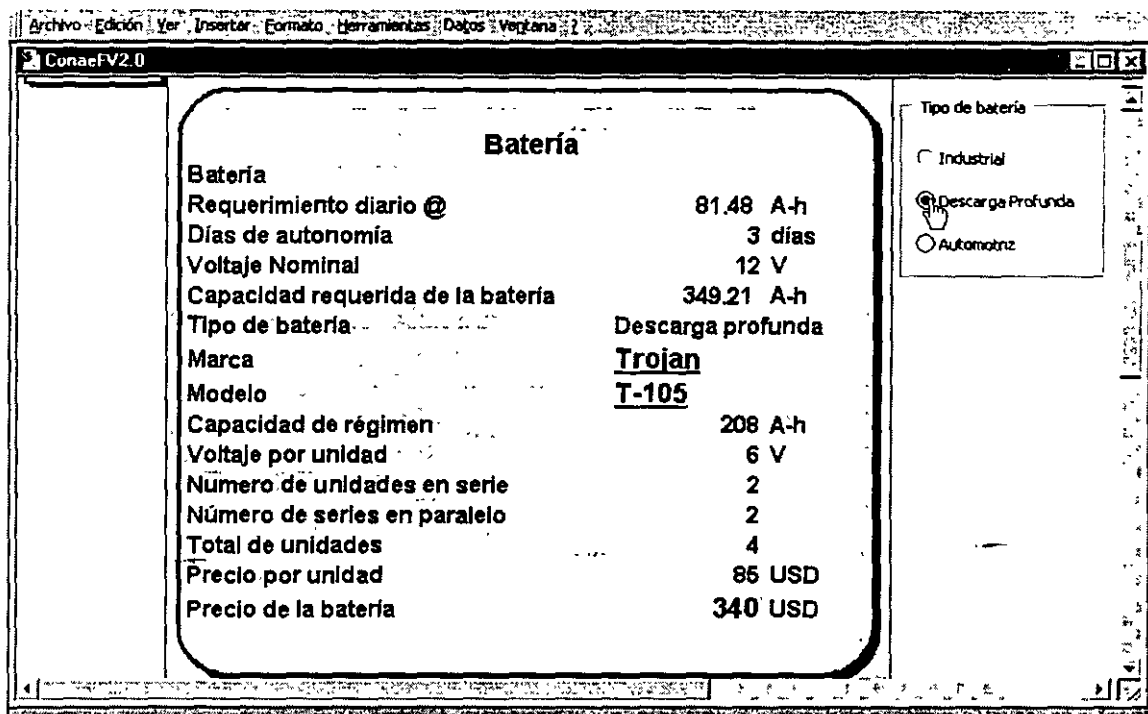 Archivo Edición Ver Insertar Formato Herramientas Datos Ventana ?
ConaeFV2.0
Batería
Batería
Requerimiento diario @ 81.48 A-h
Días de autonomía 3 días
Voltaje Nominal 12 V
Capacidad requerida de la batería 349.21 A-h
Tipo de batería Descarga profunda
Marca Trojan
Modelo T-105
Capacidad de régimen 208 A-h
Voltaje por unidad 6 V
Número de unidades en serie 2
Número de series en paralelo 2
Total de unidades 4
Precio por unidad 85 USD
Precio de la batería 340 USD
Tipo de batería
Industrial
Descarga Profunda
Automotriz